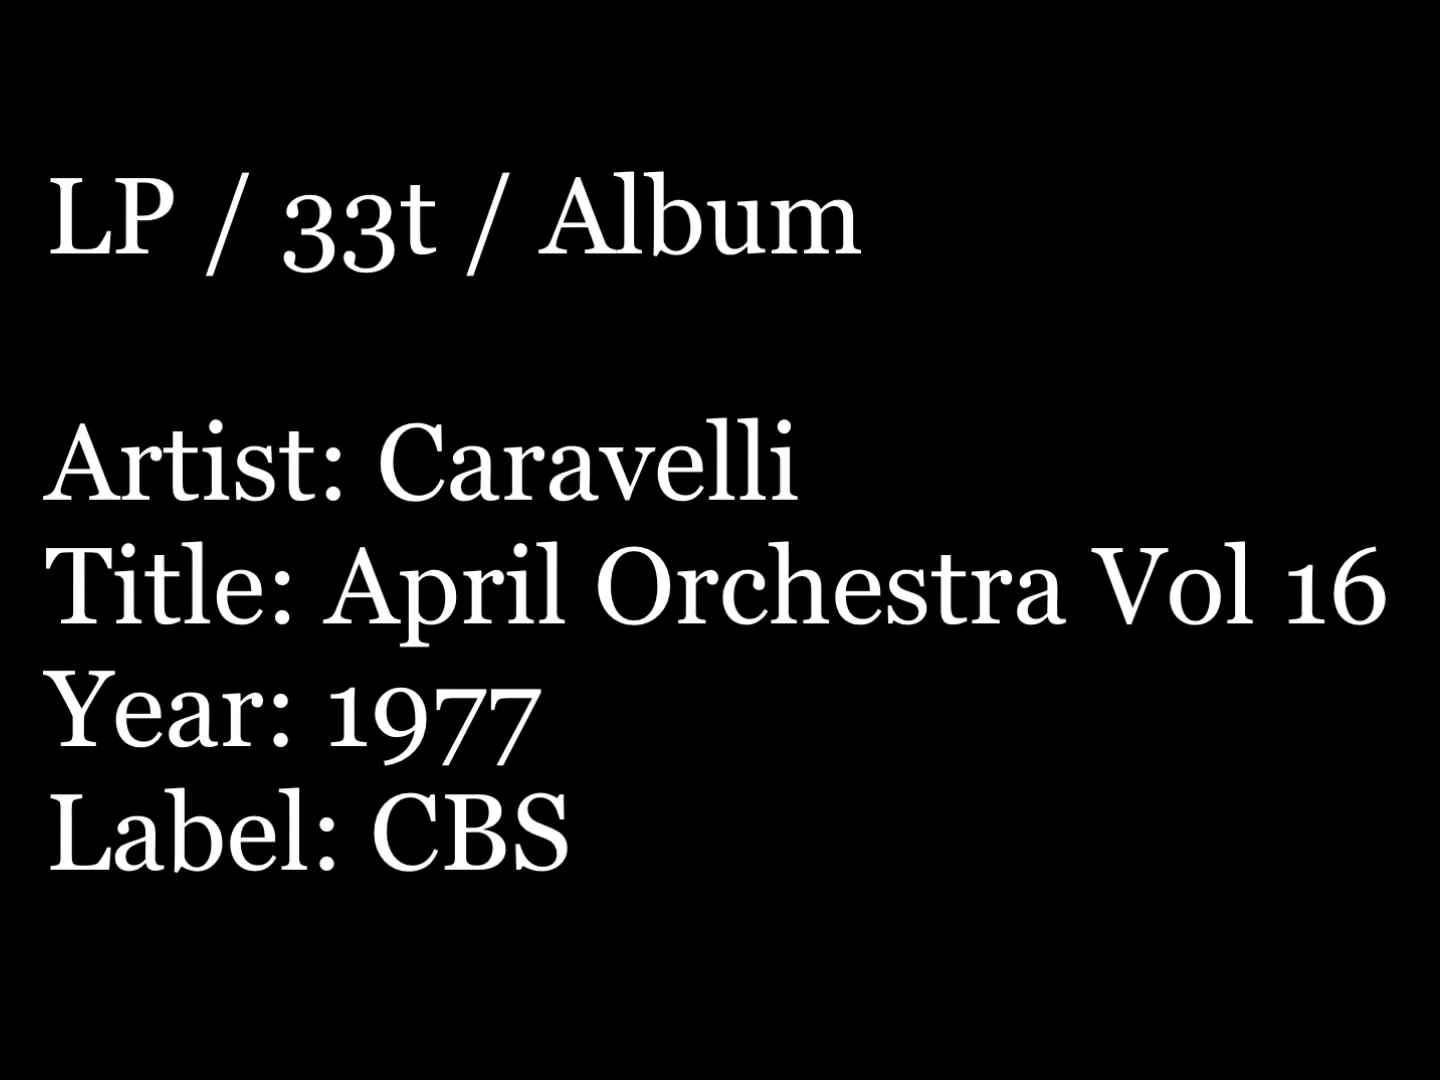 LP / 33t / Album
Artist: Caravelli
Title: April Orchestra Vol 16
Year: 1977
Label: CBS